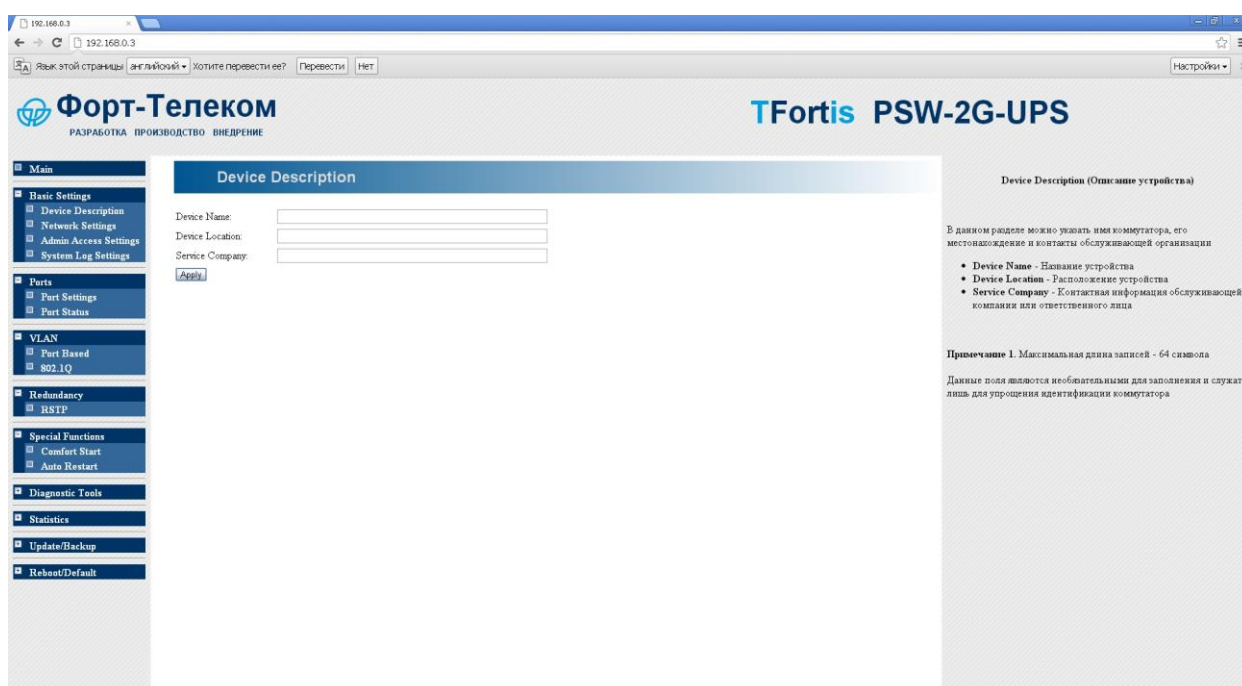 192.168.0.3
192.168.0.3
Язык этой страницы английский Хотите перевести ее? Перевести Нет Настройки
Форт-Телеком
РАЗРАБОТКА ПРОИЗВОДСТВО ВНЕДРЕНИЕ
TFortis PSW-2G-UPS
Main
Basic Settings
Device Description
Network Settings
Admin Access Settings
System Log Settings
Ports
Port Settings
Port Status
VLAN
Port Based
802.1Q
Redundancy
RSTP
Special Functions
Comfort Start
Auto Restart
Diagnostic Tools
Statistics
Update/Backup
Reboot/Default
Device Description
Device Name:
Device Location:
Service Company:
Apply
Device Description (Описание устройства)
В данном разделе можно указать имя коммутатора, его
местонахождение и контакты обслуживающей организации
Device Name - Название устройства
Device Location - Расположение устройства
Service Company - Контактная информация обслуживающей
компании или ответственного лица
Примечание 1. Максимальная длина записей - 64 символа
Данные поля являются необязательными для заполнения и служат
лишь для упрощения идентификации коммутатора